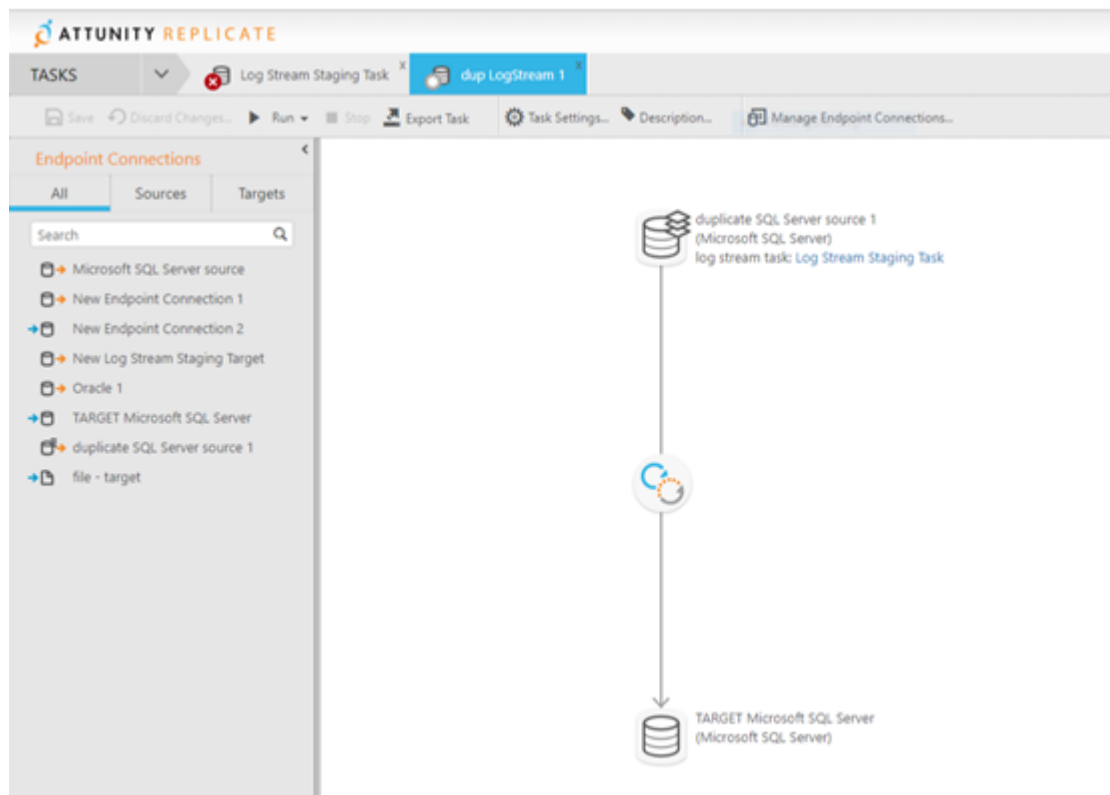 ATTUNITY REPLICATE
TASKS
Log Stream Staging Task x
dup LogStream 1 x
Save Discard Changes... Run Stop Export Task Task Settings... Description... Manage Endpoint Connections...
Endpoint Connections
All Sources Targets
Search
Microsoft SQL Server source
New Endpoint Connection 1
New Endpoint Connection 2
New Log Stream Staging Target
Oracle 1
TARGET Microsoft SQL Server
duplicate SQL Server source 1
file - target
duplicate SQL Server source 1
(Microsoft SQL Server)
log stream task: Log Stream Staging Task
TARGET Microsoft SQL Server
(Microsoft SQL Server)